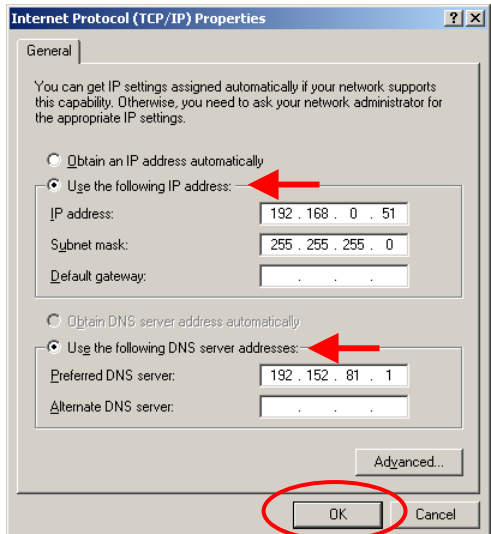 Internet Protocol (TCP/IP) Properties
General
You can get IP settings assigned automatically if your network supports
this capability. Otherwise, you need to ask your network administrator for
the appropriate IP settings.
Obtain an IP address automatically
Use the following IP address:
IP address: 192 . 168 . 0 . 51
Subnet mask: 255 . 255 . 255 . 0
Default gateway: . . .
Obtain DNS server address automatically
Use the following DNS server addresses:
Preferred DNS server: 192 . 152 . 81 . 1
Alternate DNS server: . . .
Advanced...
OK Cancel